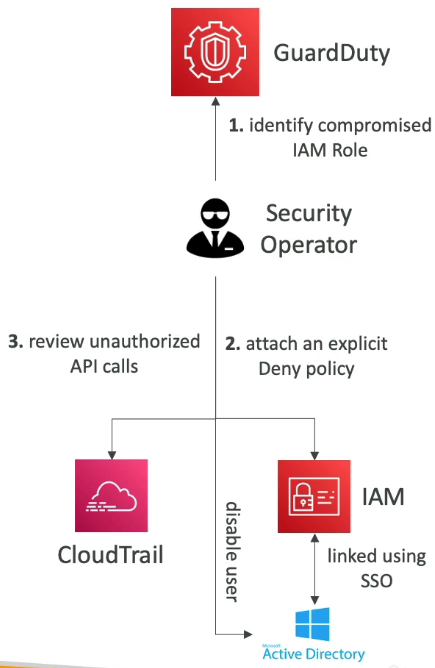 GuardDuty
1. identify compromised
IAM Role
Security
Operator
3. review unauthorized
API calls
2. attach an explicit
Deny policy
CloudTrail
disable user
IAM
linked using
SSO
Microsoft
Active Directory